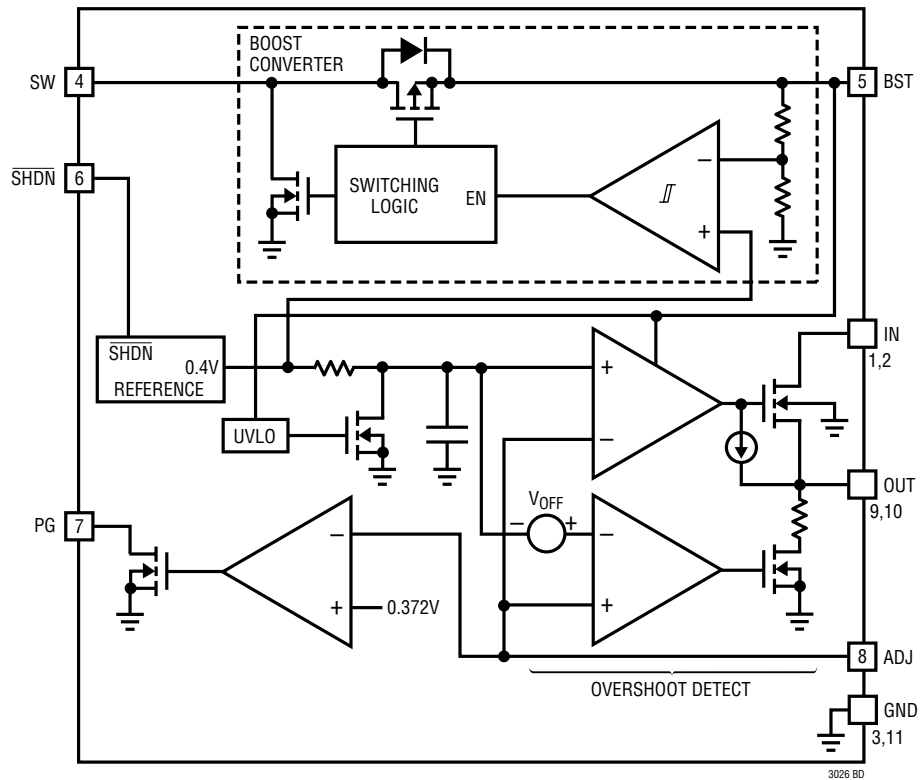 BOOST
CONVERTER
SW 4
5 BST
SHDN 6
SWITCHING
LOGIC
EN
−
+
SHDN
0.4V
REFERENCE
IN
1,2
+
−
UVLO
OUT
9,10
VOFF
− +
−
+
PG 7
−
+ 0.372V
8 ADJ
OVERSHOOT DETECT
GND
3,11
3026 BD